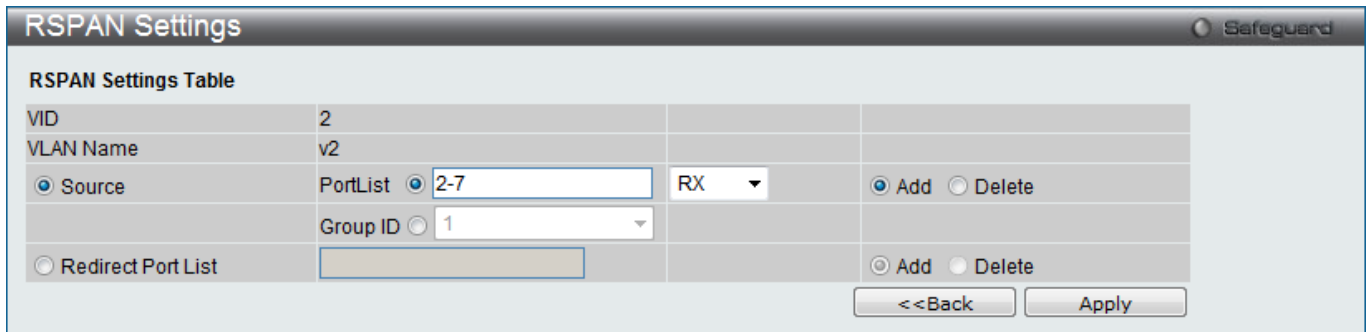 RSPAN Settings
Safeguard
RSPAN Settings Table
VID 2
VLAN Name v2
Source PortList 2-7 RX Add Delete
Group ID 1
Redirect Port List Add Delete
<<Back Apply